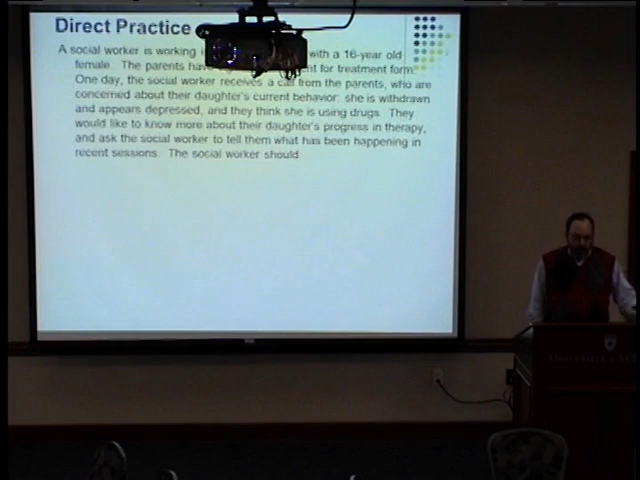 Direct Practice
A social worker is working with a 16-year old
female. The parents for treatment form.
One day, the social worker receives a call from the parents, who are
concerned about their daughter's current behavior: she is withdrawn
and appears depressed, and they think she is using drugs. They
would like to know more about their daughter's progress in therapy,
and ask the social worker to tell them what has been happening in
recent sessions. The social worker should